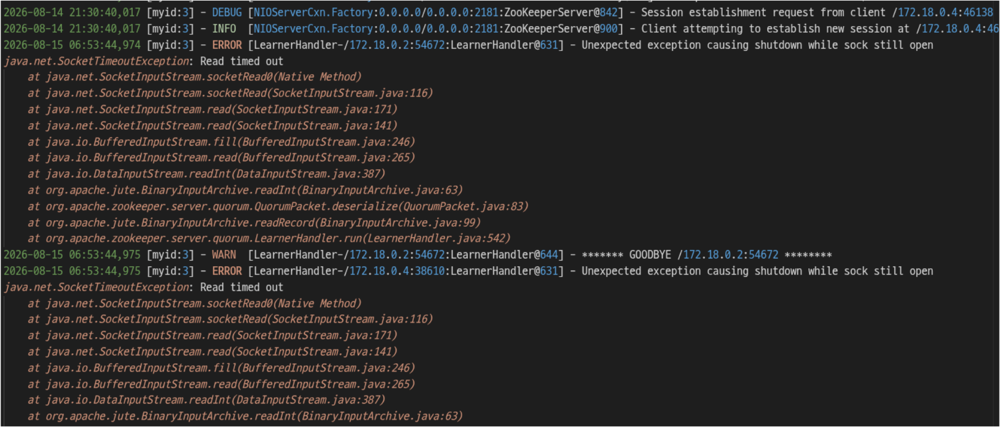 2026-08-14 21:30:40,017 [myid:3] - DEBUG [NIOServerCxn.Factory:0.0.0.0/0.0.0.0:2181:ZooKeeperServer@842] - Session establishment request from client /172.18.0.4:46138
2026-08-14 21:30:40,017 [myid:3] - INFO  [NIOServerCxn.Factory:0.0.0.0/0.0.0.0:2181:ZooKeeperServer@900] - Client attempting to establish new session at /172.18.0.4:46
2026-08-15 06:53:44,974 [myid:3] - ERROR [LearnerHandler-/172.18.0.2:54672:LearnerHandler@631] - Unexpected exception causing shutdown while sock still open
java.net.SocketTimeoutException: Read timed out
    at java.net.SocketInputStream.socketRead0(Native Method)
    at java.net.SocketInputStream.socketRead(SocketInputStream.java:116)
    at java.net.SocketInputStream.read(SocketInputStream.java:171)
    at java.net.SocketInputStream.read(SocketInputStream.java:141)
    at java.io.BufferedInputStream.fill(BufferedInputStream.java:246)
    at java.io.BufferedInputStream.read(BufferedInputStream.java:265)
    at java.io.DataInputStream.readInt(DataInputStream.java:387)
    at org.apache.jute.BinaryInputArchive.readInt(BinaryInputArchive.java:63)
    at org.apache.zookeeper.server.quorum.QuorumPacket.deserialize(QuorumPacket.java:83)
    at org.apache.jute.BinaryInputArchive.readRecord(BinaryInputArchive.java:99)
    at org.apache.zookeeper.server.quorum.LearnerHandler.run(LearnerHandler.java:542)
2026-08-15 06:53:44,975 [myid:3] - WARN  [LearnerHandler-/172.18.0.2:54672:LearnerHandler@644] - ******* GOODBYE /172.18.0.2:54672 ********
2026-08-15 06:53:44,975 [myid:3] - ERROR [LearnerHandler-/172.18.0.4:38610:LearnerHandler@631] - Unexpected exception causing shutdown while sock still open
java.net.SocketTimeoutException: Read timed out
    at java.net.SocketInputStream.socketRead0(Native Method)
    at java.net.SocketInputStream.socketRead(SocketInputStream.java:116)
    at java.net.SocketInputStream.read(SocketInputStream.java:171)
    at java.net.SocketInputStream.read(SocketInputStream.java:141)
    at java.io.BufferedInputStream.fill(BufferedInputStream.java:246)
    at java.io.BufferedInputStream.read(BufferedInputStream.java:265)
    at java.io.DataInputStream.readInt(DataInputStream.java:387)
    at org.apache.jute.BinaryInputArchive.readInt(BinaryInputArchive.java:63)